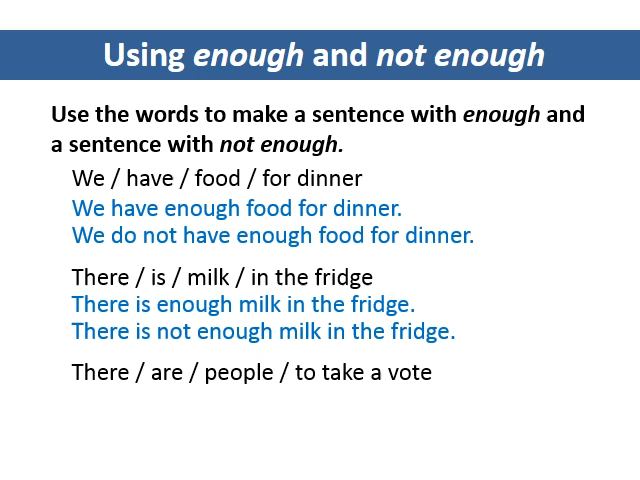 Using enough and not enough
Use the words to make a sentence with enough and
a sentence with not enough.
We / have / food / for dinner
We have enough food for dinner.
We do not have enough food for dinner.
There / is / milk / in the fridge
There is enough milk in the fridge.
There is not enough milk in the fridge.
There / are / people / to take a vote